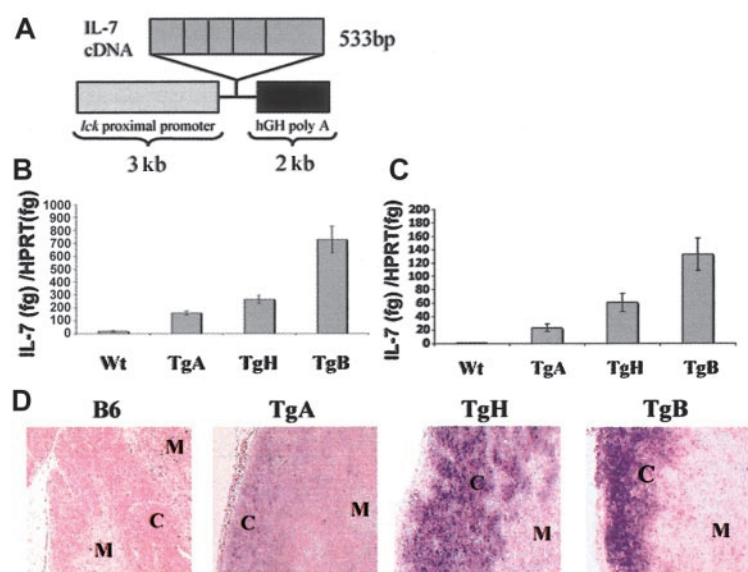 A
IL-7
cDNA
533bp
lck proximal promoter
hGH poly A
3 kb
2 kb
B
IL-7 (fg) /HPRT(fg)
1000
900
800
700
600
500
400
300
200
100
0
Wt TgA TgH TgB
C
IL-7 (fg) /HPRT(fg)
200
180
160
140
120
100
80
60
40
20
0
Wt TgA TgH TgB
D
B6 TgA TgH TgB
M
C
M
C
M
C
M
C
M